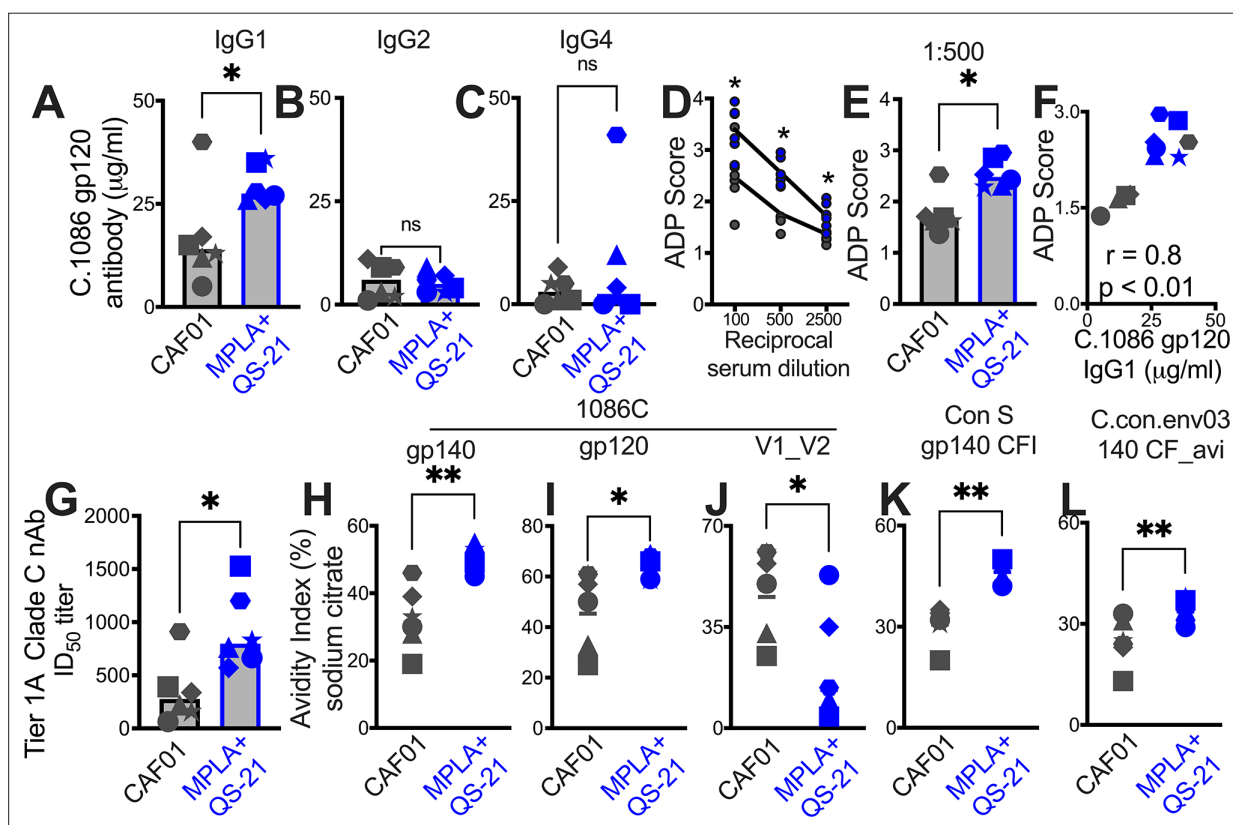 IgG1
IgG2
IgG4
1:500
A
B
C
D
E
F
*
ns
ns
* * *
*
C.1086 gp120
antibody (μg/ml)
50
25
0
50
25
0
50
25
0
ADP Score
4
3
2
1
0
100 500 2500
Reciprocal
serum dilution
ADP Score
4
3
2
1
0
ADP Score
3.0
1.5
0.0
r = 0.8
p < 0.01
0 25 50
C.1086 gp120
IgG1 (μg/ml)
CAF01
MPLA+
QS-21
CAF01
MPLA+
QS-21
CAF01
MPLA+
QS-21
CAF01
MPLA+
QS-21
1086C
gp140
gp120
V1_V2
Con S
gp140 CFI
C.con.env03
140 CF_avi
G
H
I
J
K
L
*
**
*
*
**
**
Tier 1A Clade C nAb
ID50 titer
2000
1500
1000
500
0
Avidity Index (%)
sodium citrate
60
40
20
0
80
60
40
20
0
70
35
0
60
30
0
60
30
0
CAF01
MPLA+
QS-21
CAF01
MPLA+
QS-21
CAF01
MPLA+
QS-21
CAF01
MPLA+
QS-21
CAF01
MPLA+
QS-21
CAF01
MPLA+
QS-21